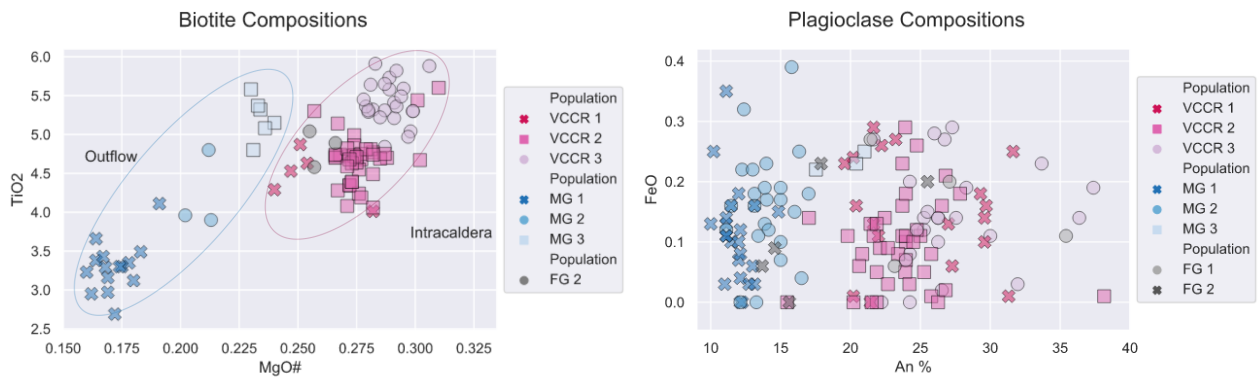 Biotite Compositions
TiO2
6.0
5.5
5.0
4.5
4.0
3.5
3.0
2.5
Outflow
Intracaldera
0.150 0.175 0.200 0.225 0.250 0.275 0.300 0.325
MgO#
Population
VCCR 1
VCCR 2
VCCR 3
Population
MG 1
MG 2
MG 3
Population
FG 2
Plagioclase Compositions
FeO
0.4
0.3
0.2
0.1
0.0
10 15 20 25 30 35 40
An %
Population
VCCR 1
VCCR 2
VCCR 3
Population
MG 1
MG 2
MG 3
Population
FG 1
FG 2